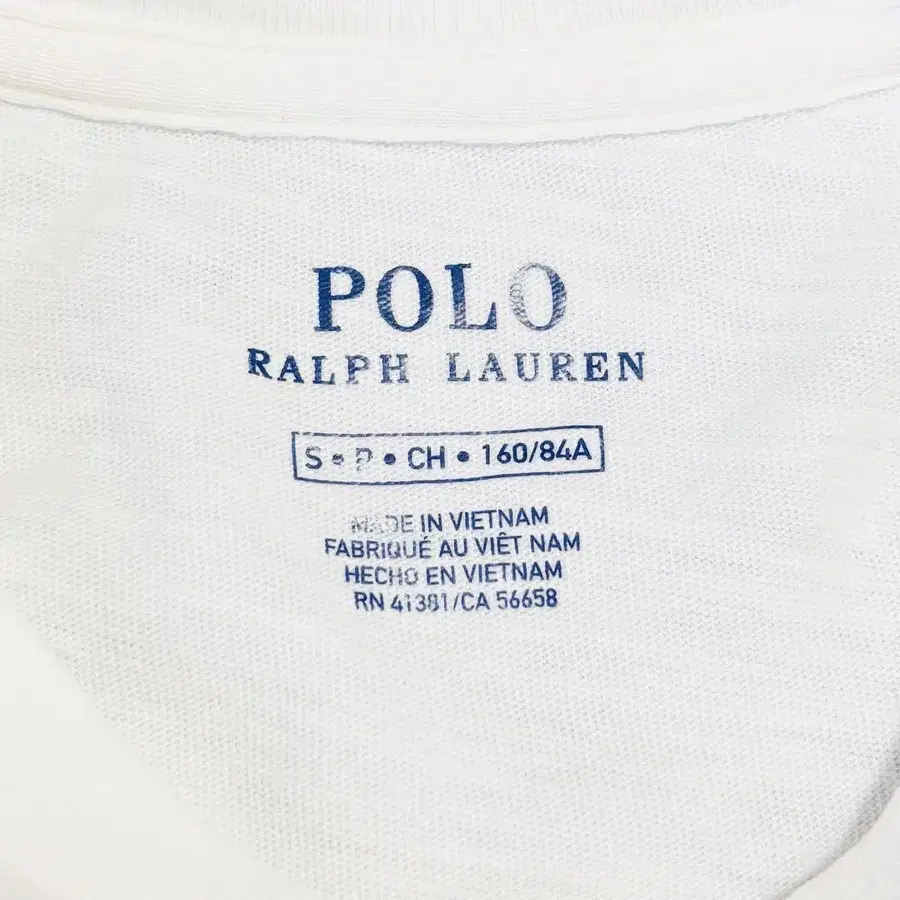 POLO
RALPH LAUREN
S • P • CH • 160/84A
MADE IN VIETNAM
FABRIQUÉ AU VIÊT NAM
HECHO EN VIETNAM
RN 41381/CA 56658